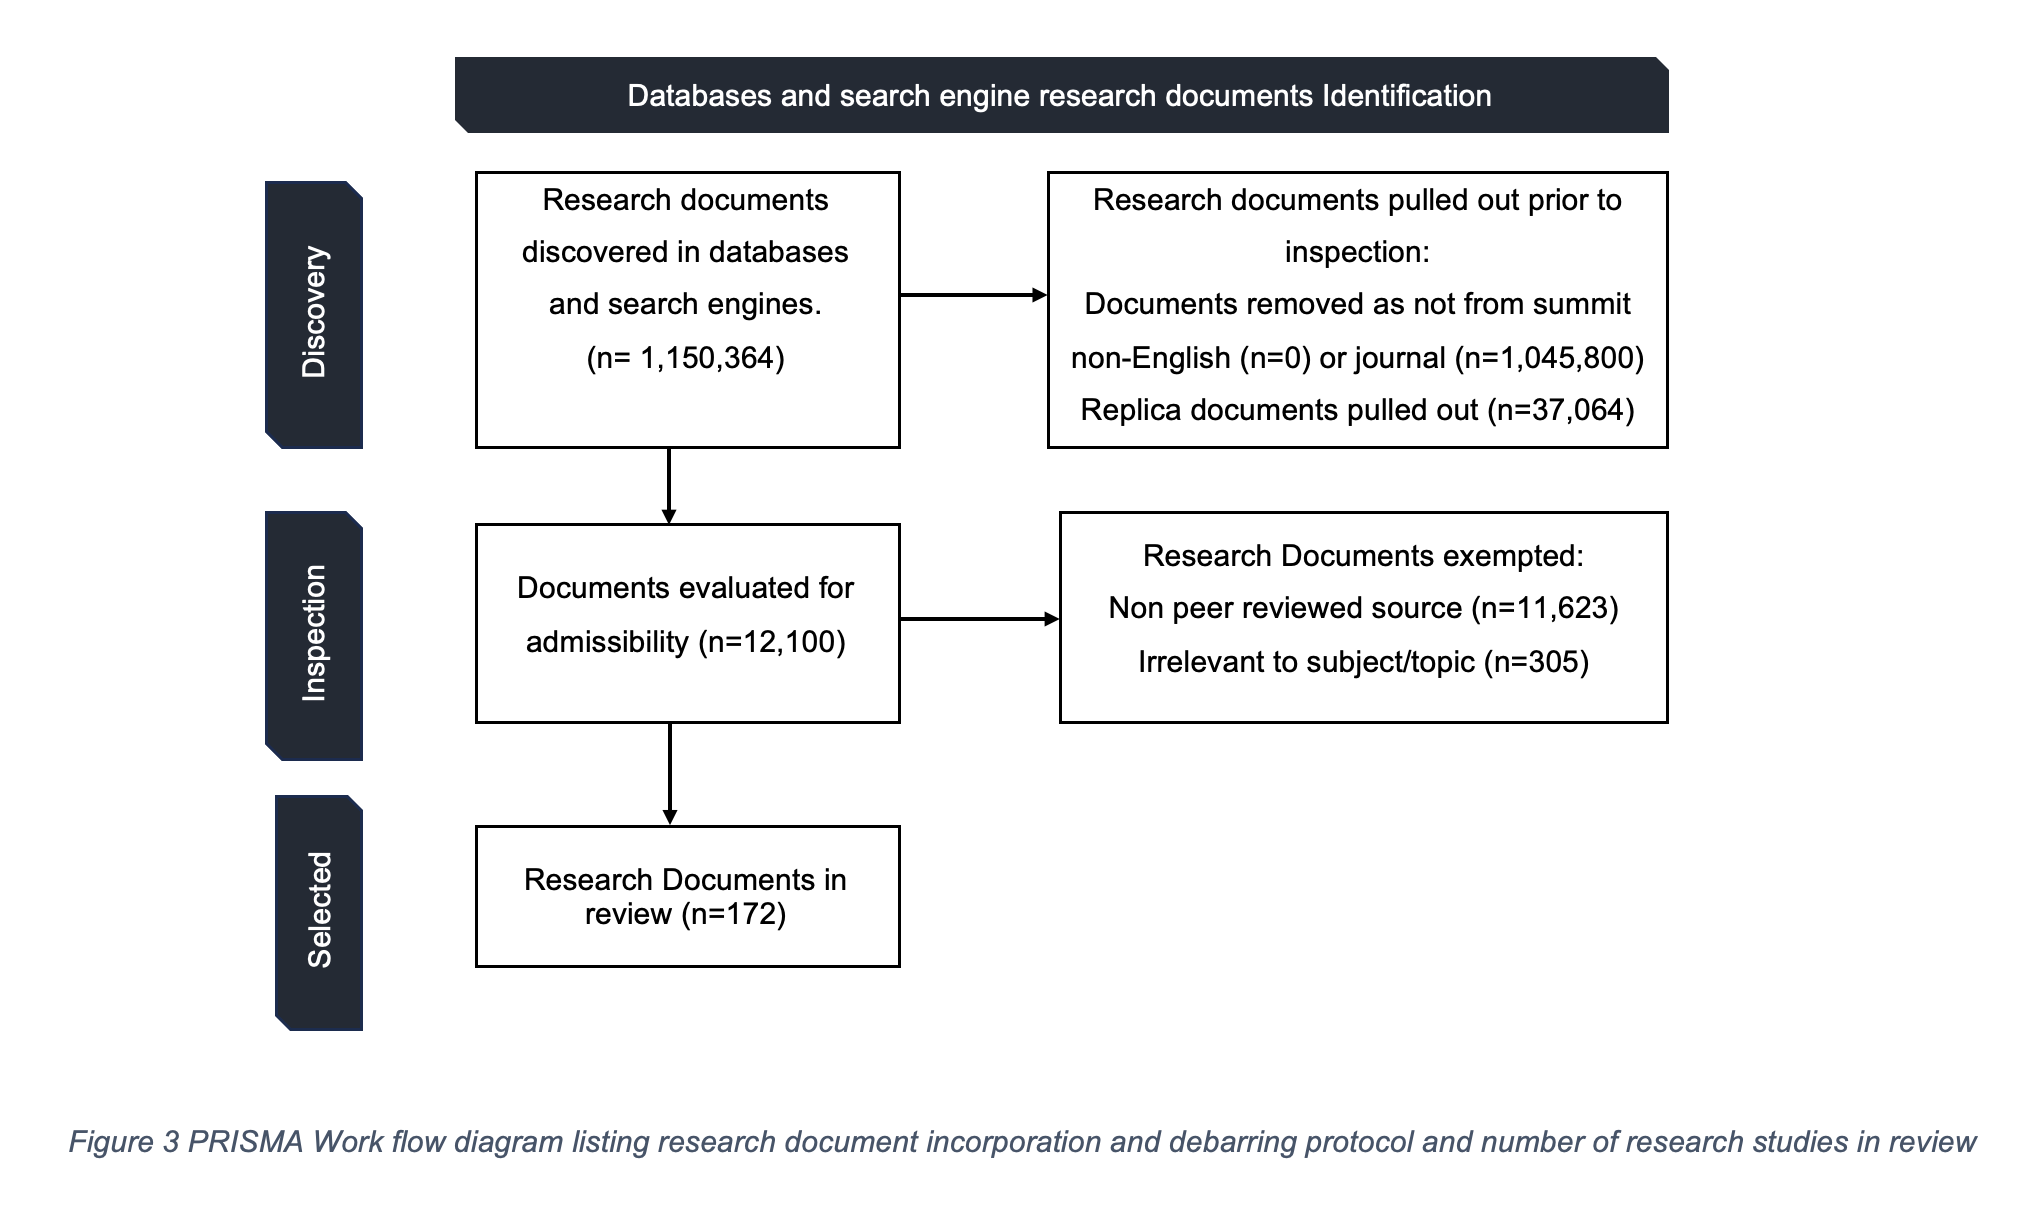 Databases and search engine research documents Identification
Discovery
Research documents
discovered in databases
and search engines.
(n= 1,150,364)
Research documents pulled out prior to
inspection:
Documents removed as not from summit
non-English (n=0) or journal (n=1,045,800)
Replica documents pulled out (n=37,064)
Inspection
Documents evaluated for
admissibility (n=12,100)
Research Documents exempted:
Non peer reviewed source (n=11,623)
Irrelevant to subject/topic (n=305)
Selected
Research Documents in
review (n=172)
Figure 3 PRISMA Work flow diagram listing research document incorporation and debarring protocol and number of research studies in review